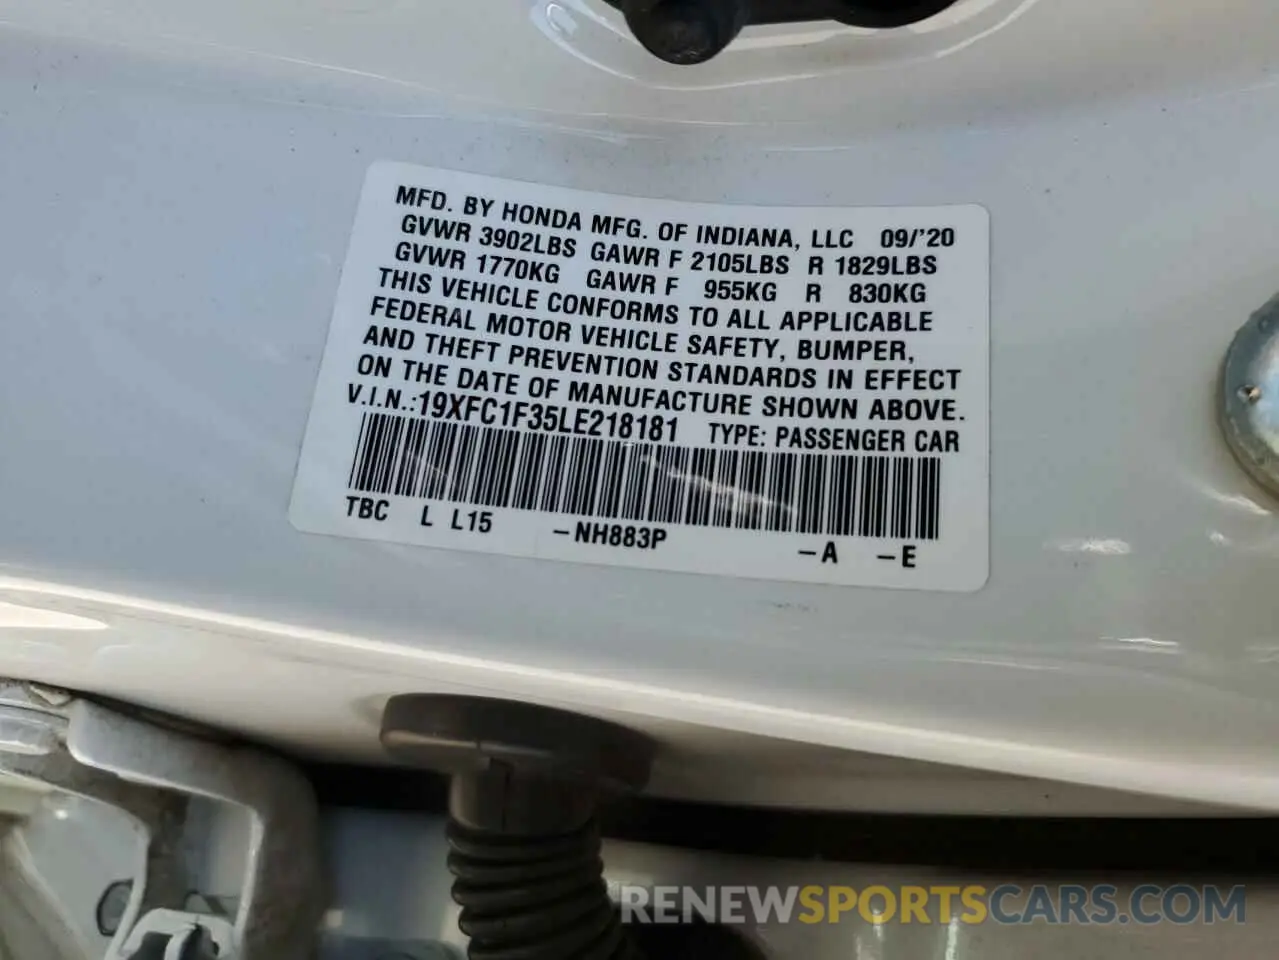 MFD. BY HONDA MFG. OF INDIANA, LLC 09/'20
GVWR 3902LBS GAWR F 2105LBS R 1829LBS
GVWR 1770KG GAWR F 955KG R 830KG
THIS VEHICLE CONFORMS TO ALL APPLICABLE
FEDERAL MOTOR VEHICLE SAFETY, BUMPER,
AND THEFT PREVENTION STANDARDS IN EFFECT
ON THE DATE OF MANUFACTURE SHOWN ABOVE.
V.I.N.:19XFC1F35LE218181 TYPE: PASSENGER CAR
TBC L L15 -NH883P -A -E
RENEWSPORTSCARS.COM